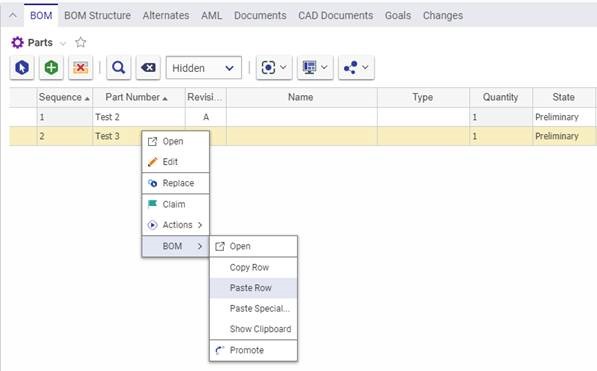 BOM BOM Structure Alternates AML Documents CAD Documents Goals Changes
Parts
Hidden
Sequence Part Number Revisi... Name Type Quantity State
1 Test 2 A 1 Preliminary
2 Test 3 1 Preliminary
Open
Edit
Replace
Claim
Actions
BOM
Open
Copy Row
Paste Row
Paste Special...
Show Clipboard
Promote